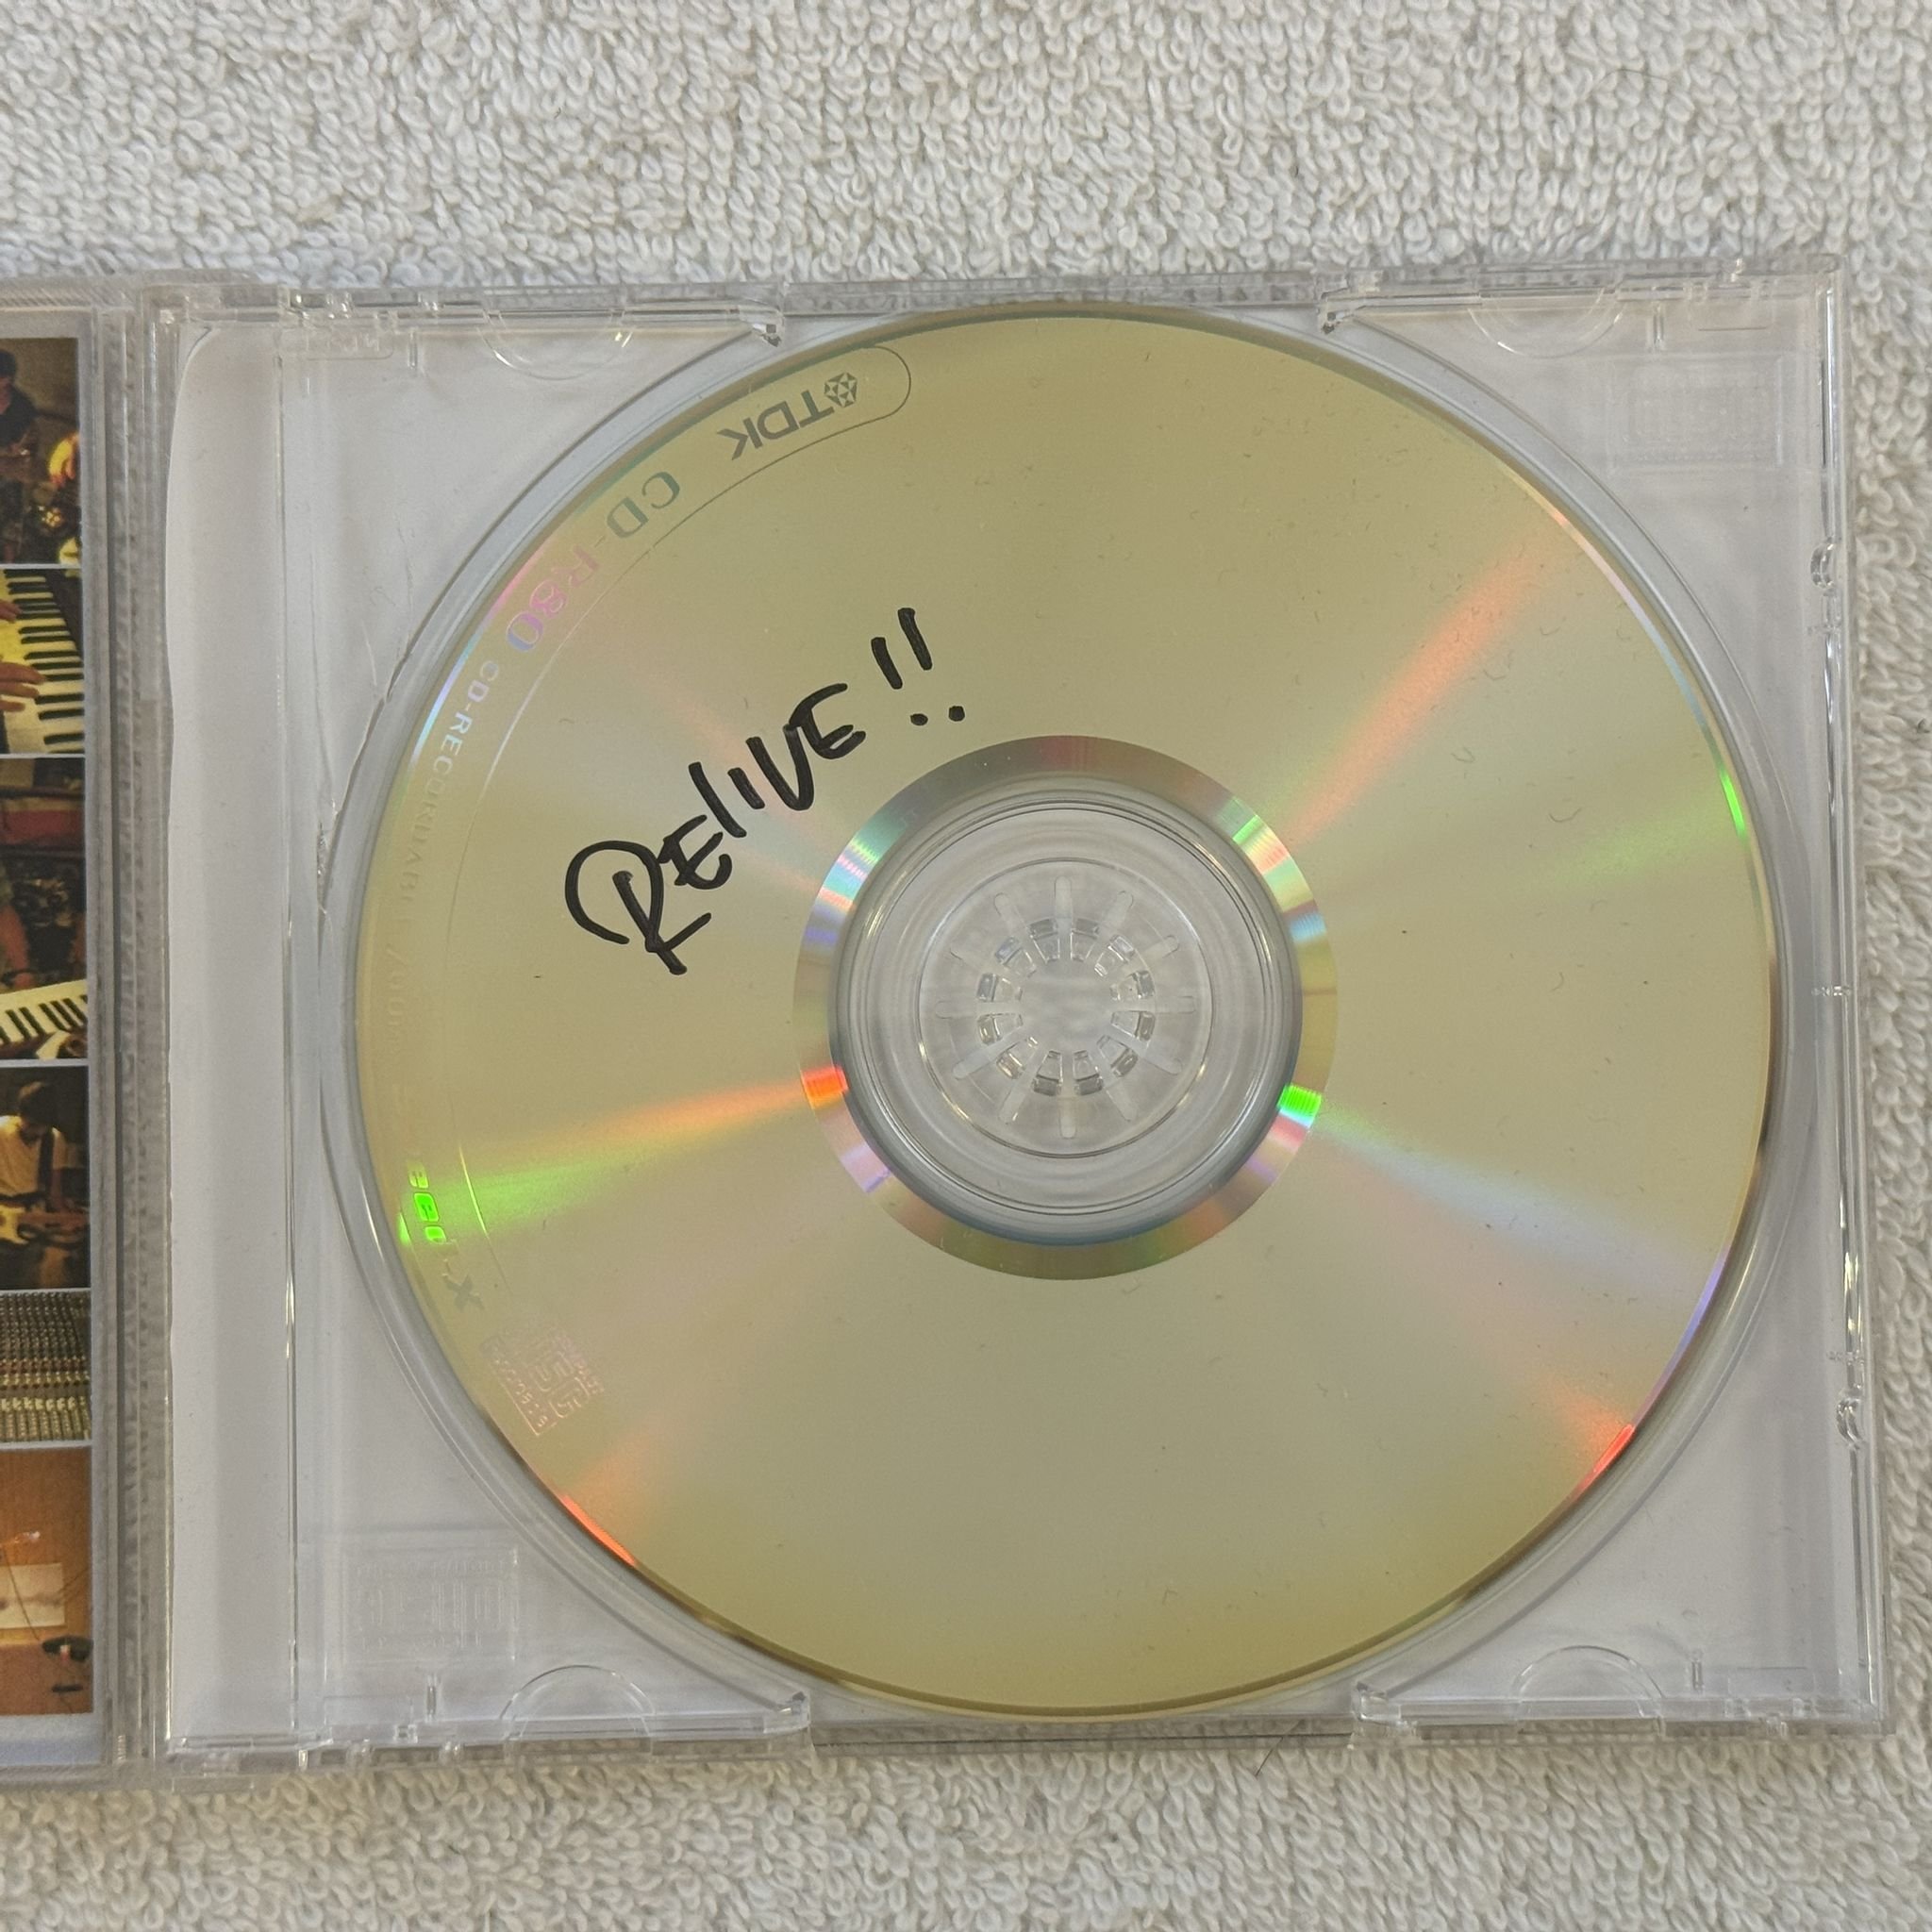 RELIVE!!
TDK CD-R80 CD-RECORDABLE